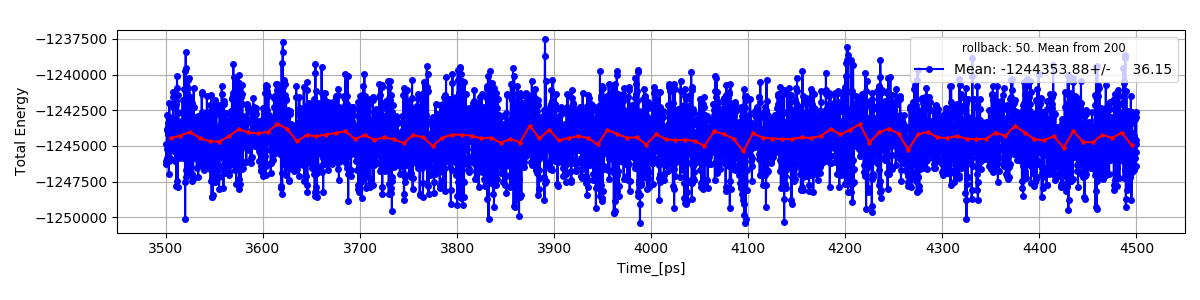 Total Energy
−1237500
−1240000
−1242500
−1245000
−1247500
−1250000
rollback: 50. Mean from 200
Mean: -1244353.88+/- 36.15
3500 3600 3700 3800 3900 4000 4100 4200 4300 4400 4500
Time_[ps]